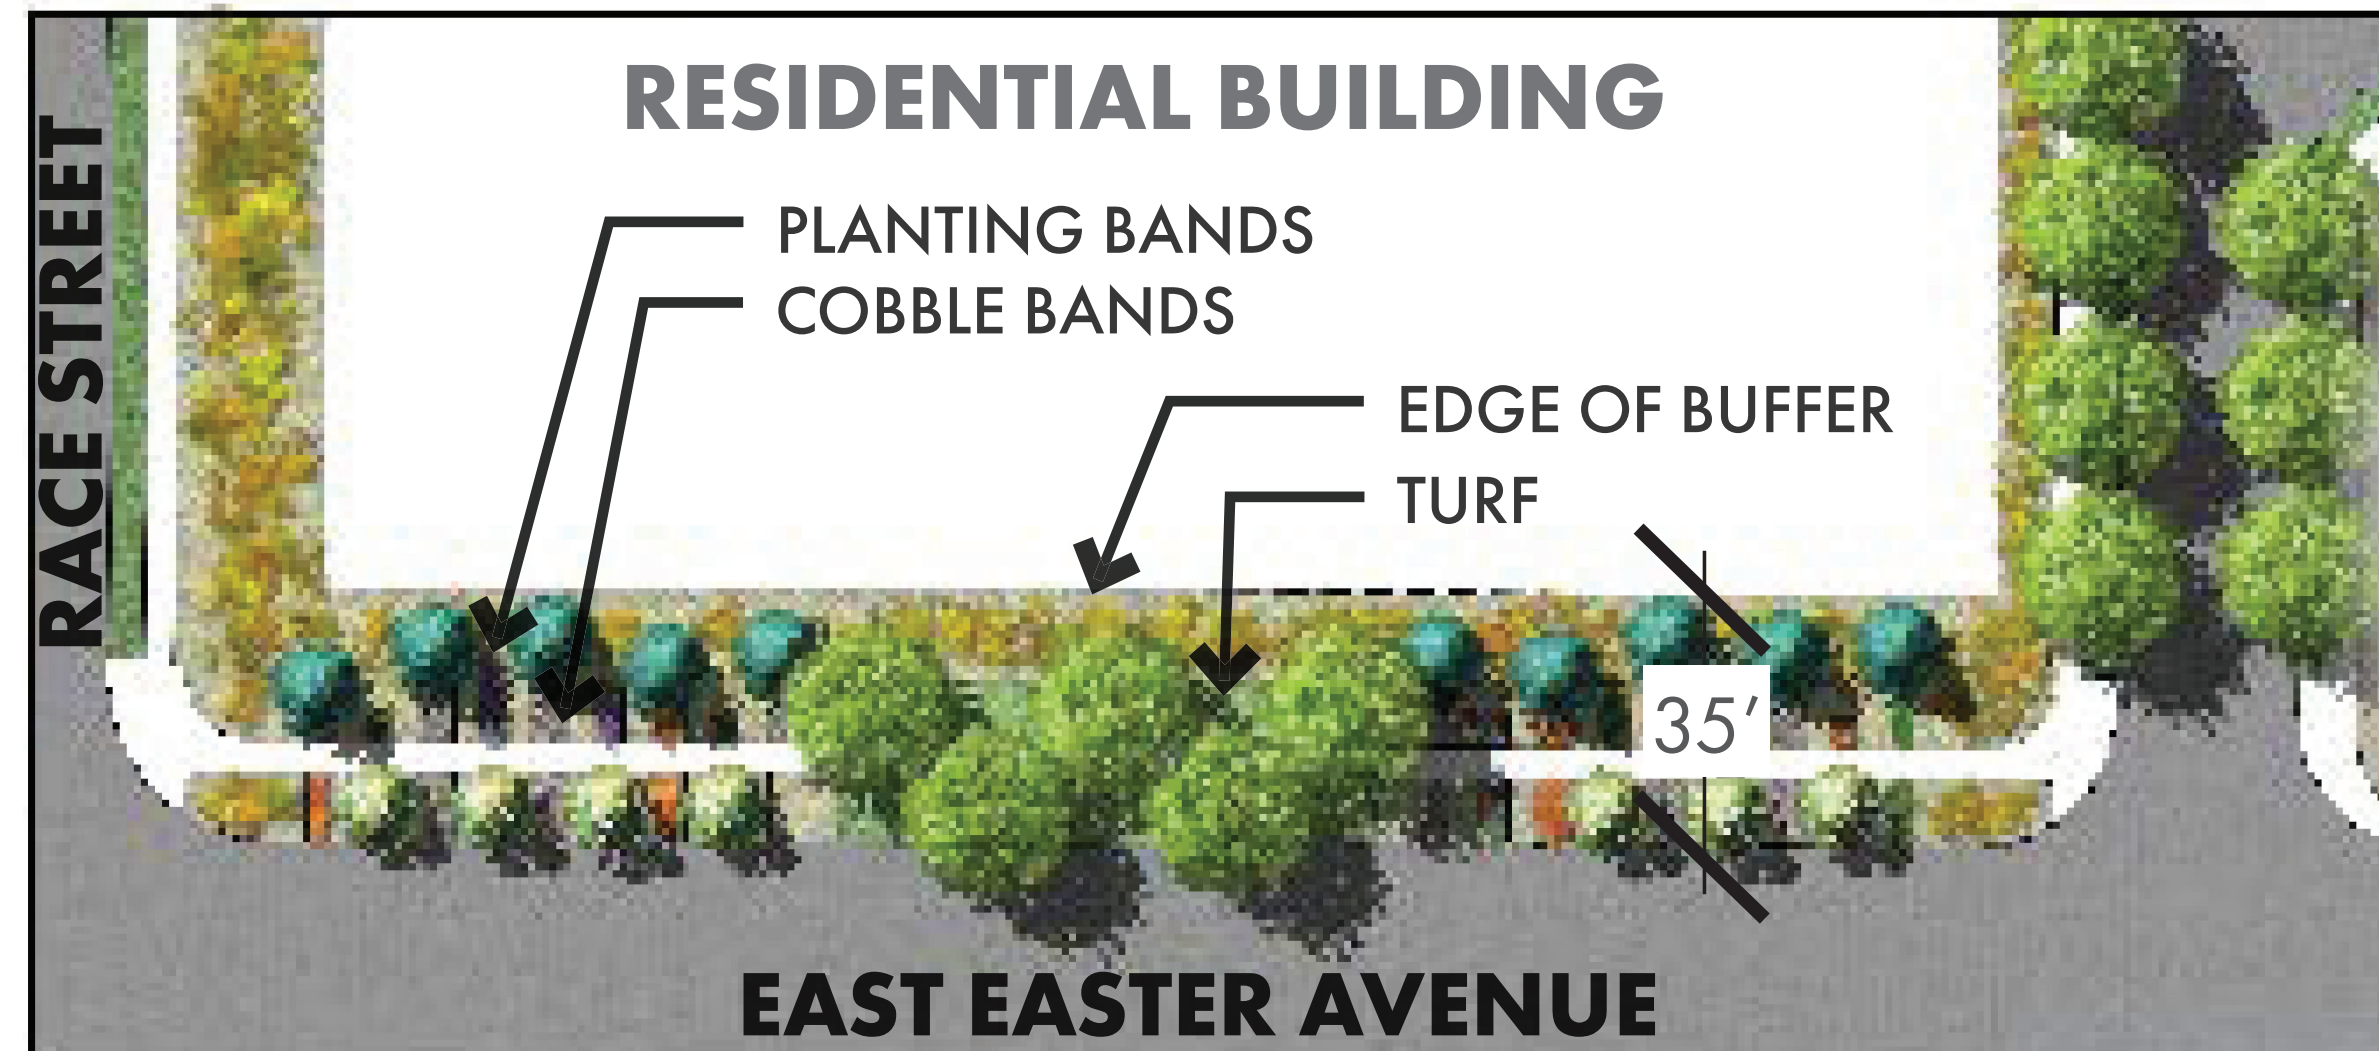 RESIDENTIAL BUILDING
PLANTING BANDS
COBBLE BANDS
EDGE OF BUFFER
TURF
RACE STREET
35′
EAST EASTER AVENUE